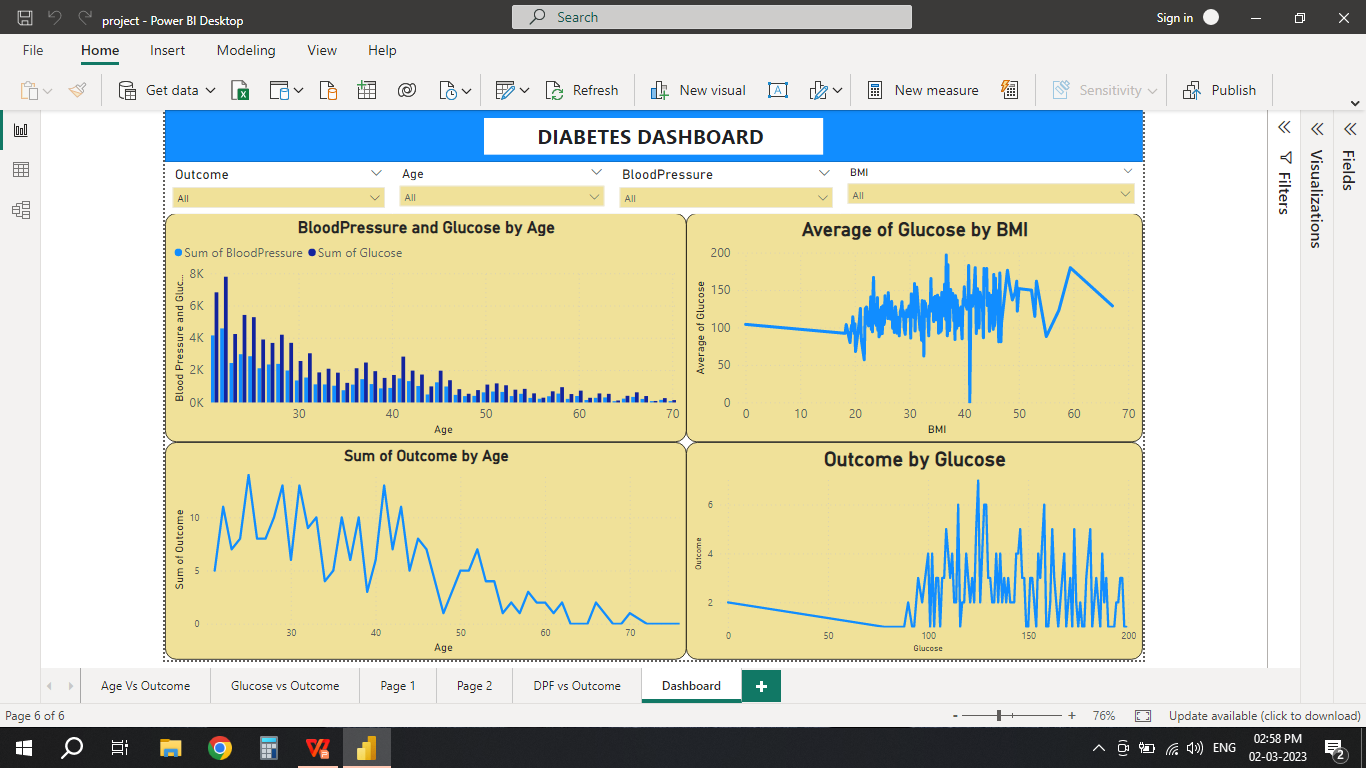 project - Power BI Desktop
Search
Sign in
File Home Insert Modeling View Help
Get data Refresh New visual New measure Sensitivity Publish
DIABETES DASHBOARD
Outcome Age BloodPressure BMI
All All All All
BloodPressure and Glucose by Age
Sum of BloodPressure Sum of Glucose
Blood Pressure and Gluc...
8K
6K
4K
2K
0K
30 40 50 60 70
Age
Average of Glucose by BMI
Average of Glucose
200
150
100
50
0
0 10 20 30 40 50 60 70
BMI
Sum of Outcome by Age
Sum of Outcome
10
5
0
30 40 50 60 70
Age
Outcome by Glucose
Outcome
6
4
2
0 50 100 150 200
Glucose
Filters
Visualizations
Fields
Age Vs Outcome Glucose vs Outcome Page 1 Page 2 DPF vs Outcome Dashboard +
Page 6 of 6
- + 76% Update available (click to download)
ENG
02:58 PM
02-03-2023
2